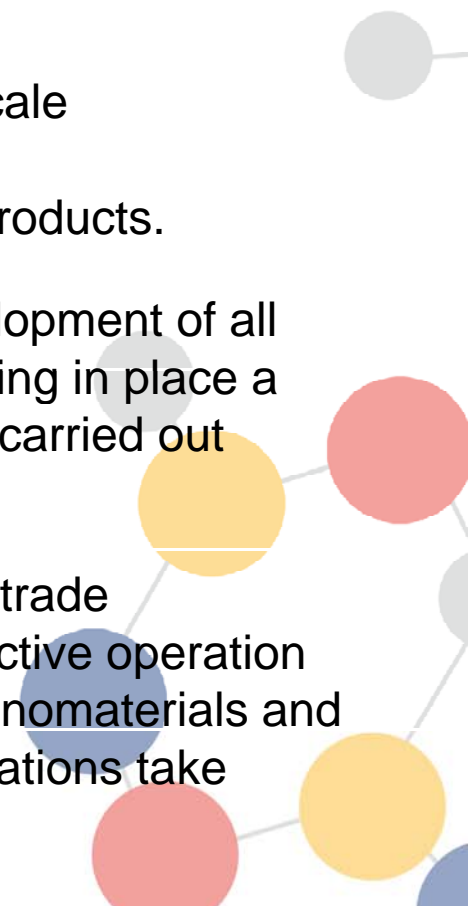 cale
roducts.
lopment of all
ing in place a
carried out
trade
ctive operation
nomaterials and
ations take